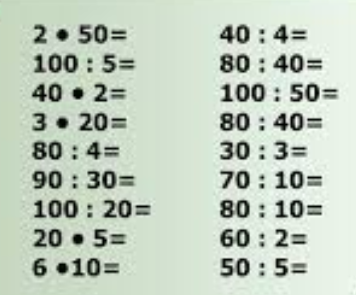 2 • 50=
100 : 5=
40 • 2=
3 • 20=
80 : 4=
90 : 30=
100 : 20=
20 • 5=
6 •10=
40 : 4=
80 : 40=
100 : 50=
80 : 40=
30 : 3=
70 : 10=
80 : 10=
60 : 2=
50 : 5=